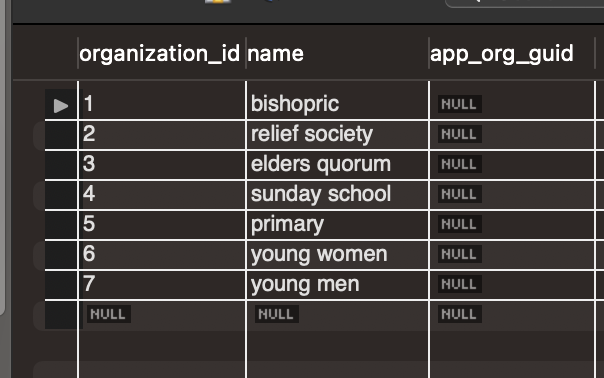 organization_id name app_org_guid
1 bishopric NULL
2 relief society NULL
3 elders quorum NULL
4 sunday school NULL
5 primary NULL
6 young women NULL
7 young men NULL
NULL NULL NULL